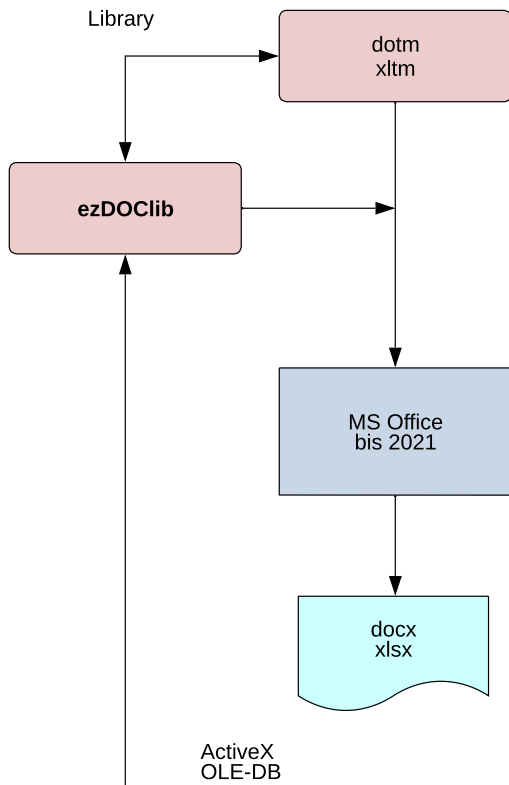 Library
dotm
xltm
ezDOClib
MS Office
bis 2021
docx
xlsx
ActiveX
OLE-DB